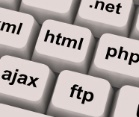 .net
ml html php
ajax ftp